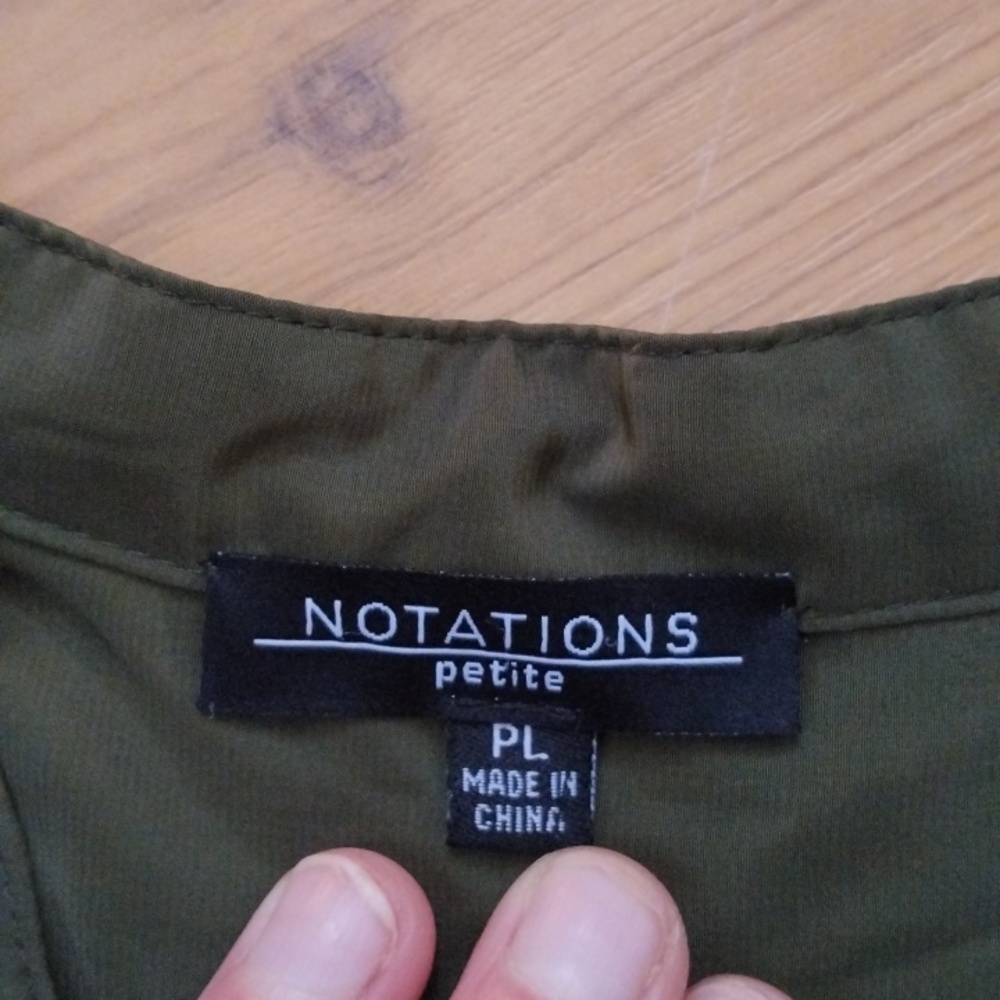 NOTATIONS
petite
PL
MADE IN
CHINA